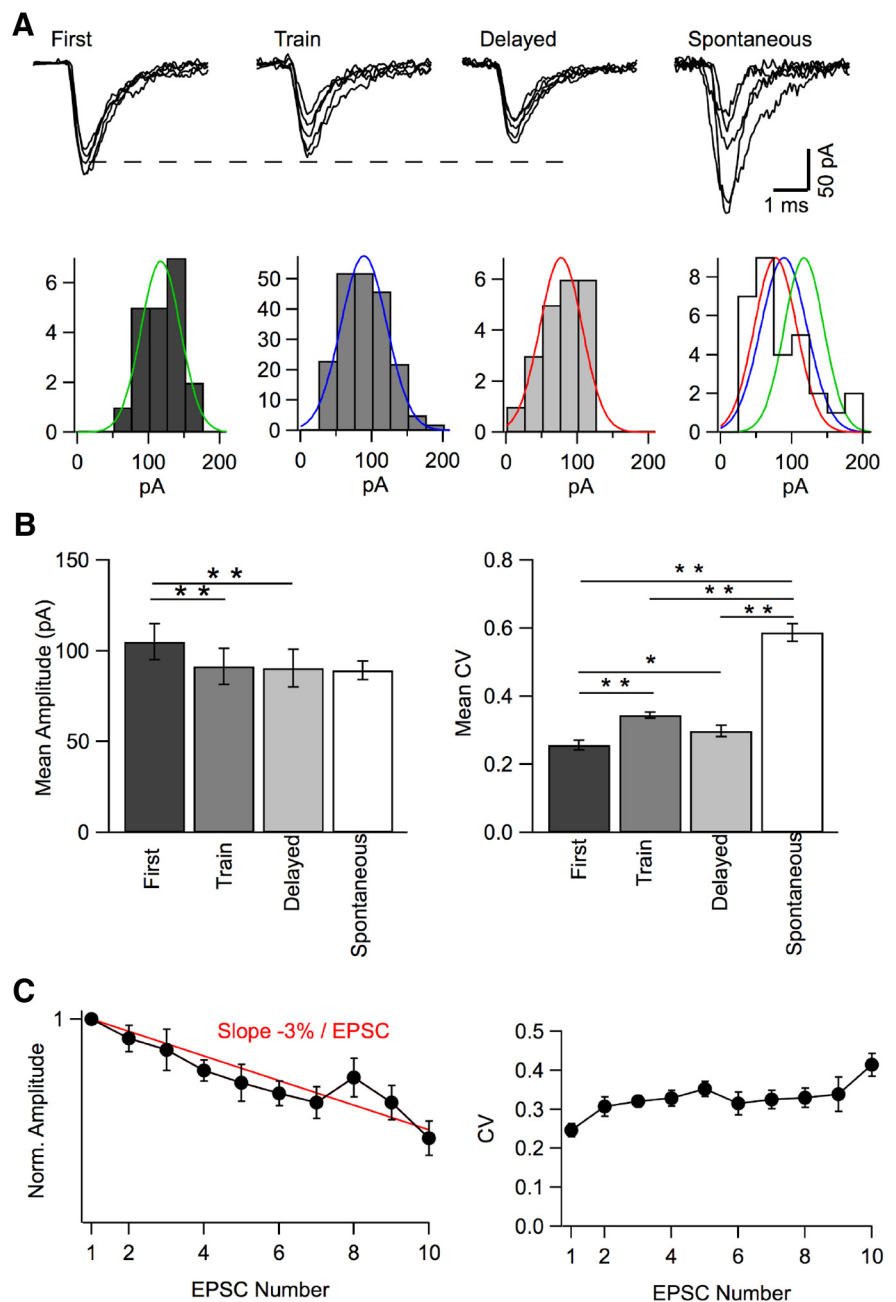 A
First Train Delayed Spontaneous
50 pA
1 ms
6
4
2
0
0 100 200
pA
50
40
30
20
10
0
0 100 200
pA
6
4
2
0
0 100 200
pA
8
6
4
2
0
0 100 200
pA
B
Mean Amplitude (pA)
150
100
50
0
* *
* *
First
Train
Delayed
Spontaneous
Mean CV
0.8
0.6
0.4
0.2
0.0
* *
* *
* *
*
* *
First
Train
Delayed
Spontaneous
C
Norm. Amplitude
1
Slope -3% / EPSC
1 2 4 6 8 10
EPSC Number
CV
0.5
0.4
0.3
0.2
0.1
0.0
1 2 4 6 8 10
EPSC Number